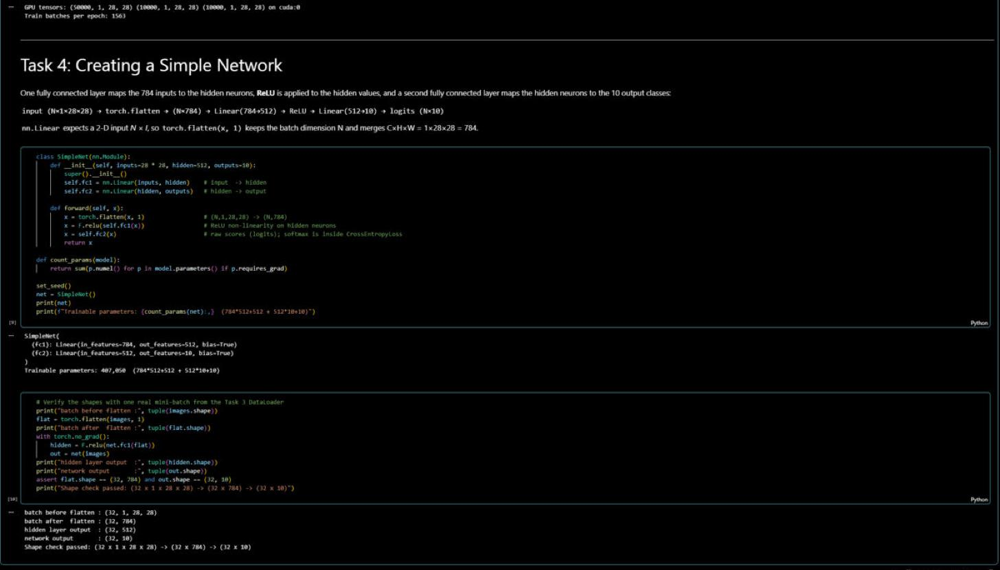 ... GPU tensors: (50000, 1, 28, 28) (10000, 1, 28, 28) (10000, 1, 28, 28) on cuda:0
Train batches per epoch: 1563
Task 4: Creating a Simple Network
One fully connected layer maps the 784 inputs to the hidden neurons, ReLU is applied to the hidden values, and a second fully connected layer maps the hidden neurons to the 10 output classes:
input (N×1×28×28) → torch.flatten → (N×784) → Linear(784→512) → ReLU → Linear(512→10) → logits (N×10)
nn.Linear expects a 2-D input N × I, so torch.flatten(x, 1) keeps the batch dimension N and merges C×H×W = 1×28×28 = 784.
class SimpleNet(nn.Module):
    def __init__(self, inputs=28 * 28, hidden=512, outputs=10):
        super().__init__()
        self.fc1 = nn.Linear(inputs, hidden)    # input  -> hidden
        self.fc2 = nn.Linear(hidden, outputs)   # hidden -> output
    def forward(self, x):
        x = torch.flatten(x, 1)                 # (N,1,28,28) -> (N,784)
        x = F.relu(self.fc1(x))                 # ReLU non-linearity on hidden neurons
        x = self.fc2(x)                         # raw scores (logits); softmax is inside CrossEntropyLoss
        return x
def count_params(model):
    return sum(p.numel() for p in model.parameters() if p.requires_grad)
set_seed()
net = SimpleNet()
print(net)
print(f"Trainable parameters: {count_params(net):,}  (784*512+512 + 512*10+10)")
[9] Python
... SimpleNet(
  (fc1): Linear(in_features=784, out_features=512, bias=True)
  (fc2): Linear(in_features=512, out_features=10, bias=True)
)
Trainable parameters: 407,050  (784*512+512 + 512*10+10)
# Verify the shapes with one real mini-batch from the Task 3 DataLoader
print("batch before flatten :", tuple(images.shape))
flat = torch.flatten(images, 1)
print("batch after  flatten :", tuple(flat.shape))
with torch.no_grad():
    hidden = F.relu(net.fc1(flat))
    out = net(images)
print("hidden layer output  :", tuple(hidden.shape))
print("network output       :", tuple(out.shape))
assert flat.shape == (32, 784) and out.shape == (32, 10)
print("Shape check passed: (32 x 1 x 28 x 28) -> (32 x 784) -> (32 x 10)")
[10] Python
... batch before flatten : (32, 1, 28, 28)
batch after  flatten : (32, 784)
hidden layer output  : (32, 512)
network output       : (32, 10)
Shape check passed: (32 x 1 x 28 x 28) -> (32 x 784) -> (32 x 10)